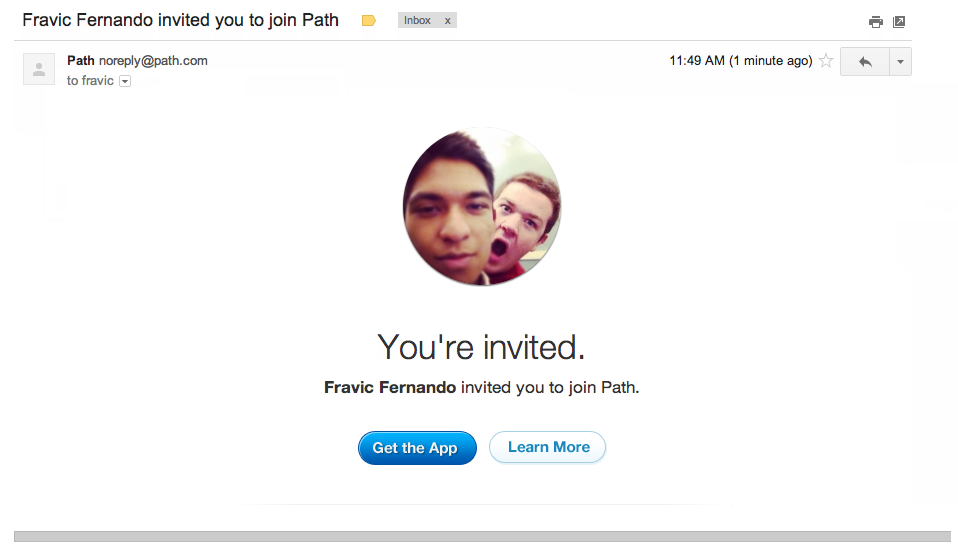 Fravic Fernando invited you to join Path Inbox x
Path noreply@path.com 11:49 AM (1 minute ago)
to fravic
You're invited.
Fravic Fernando invited you to join Path.
Get the App Learn More